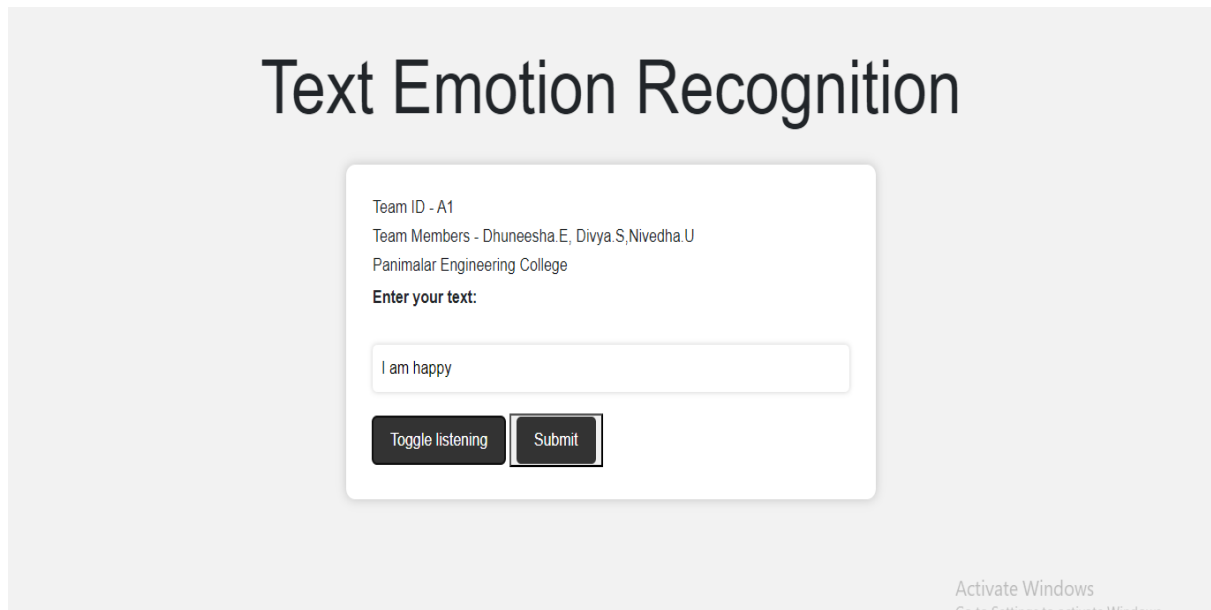 Text Emotion Recognition
Team ID - A1
Team Members - Dhuneesha.E, Divya.S,Nivedha.U
Panimalar Engineering College
Enter your text:
I am happy
Toggle listening Submit
Activate Windows